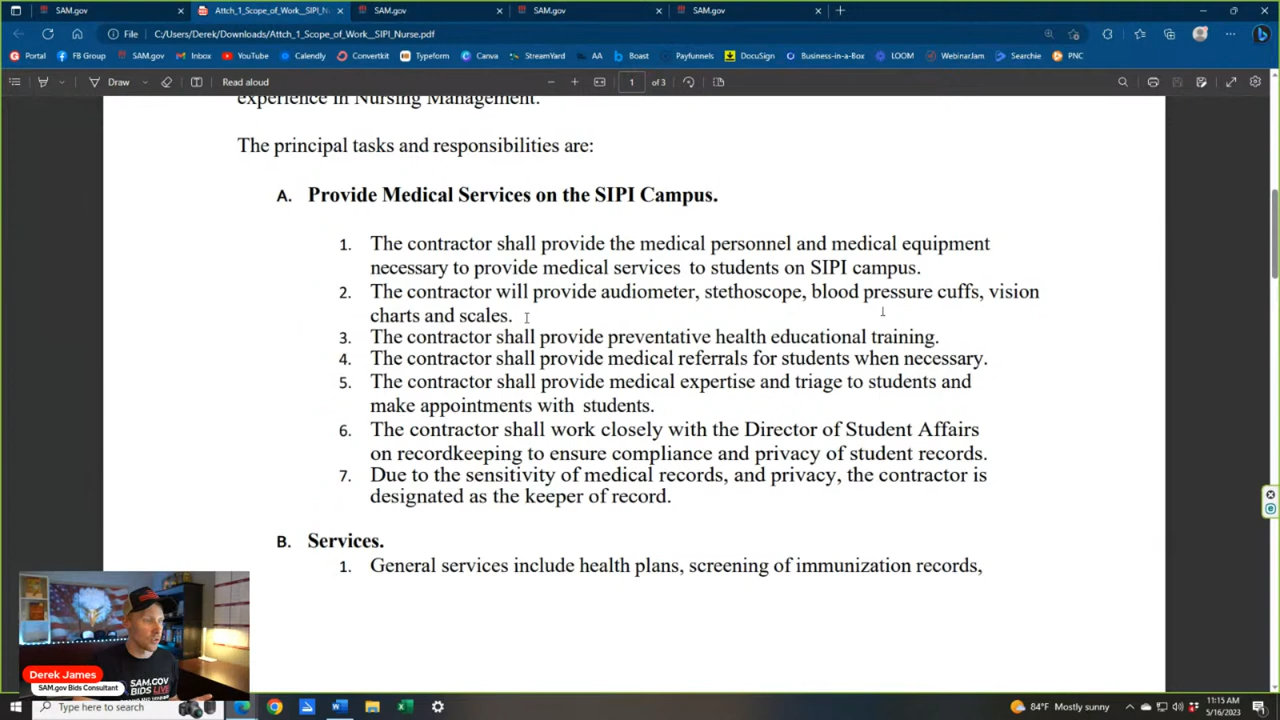 SAM.gov
Attch_1_Scope_of_Work__SIPI_N
SAM.gov
SAM.gov
SAM.gov
File
C:/Users/Derek/Downloads/Attch_1_Scope_of_Work__SIPI_Nurse.pdf
Portal
FB Group
SAM.gov
Inbox
YouTube
Calendly
Convertkit
Typeform
Canva
StreamYard
AA
Boast
Payfunnels
DocuSign
Business-in-a-Box
LOOM
WebinarJam
Searchie
PNC
Draw
Read aloud
1
of 3
experience in Nursing Management.
The principal tasks and responsibilities are:
A. Provide Medical Services on the SIPI Campus.
1. The contractor shall provide the medical personnel and medical equipment
necessary to provide medical services to students on SIPI campus.
2. The contractor will provide audiometer, stethoscope, blood pressure cuffs, vision
charts and scales.
3. The contractor shall provide preventative health educational training.
4. The contractor shall provide medical referrals for students when necessary.
5. The contractor shall provide medical expertise and triage to students and
make appointments with students.
6. The contractor shall work closely with the Director of Student Affairs
on recordkeeping to ensure compliance and privacy of student records.
7. Due to the sensitivity of medical records, and privacy, the contractor is
designated as the keeper of record.
B. Services.
1. General services include health plans, screening of immunization records,
SAM.GOV
BIDS LIVE
Derek James
SAM.gov Bids Consultant
Type here to search
84°F Mostly sunny
11:15 AM
5/16/2023